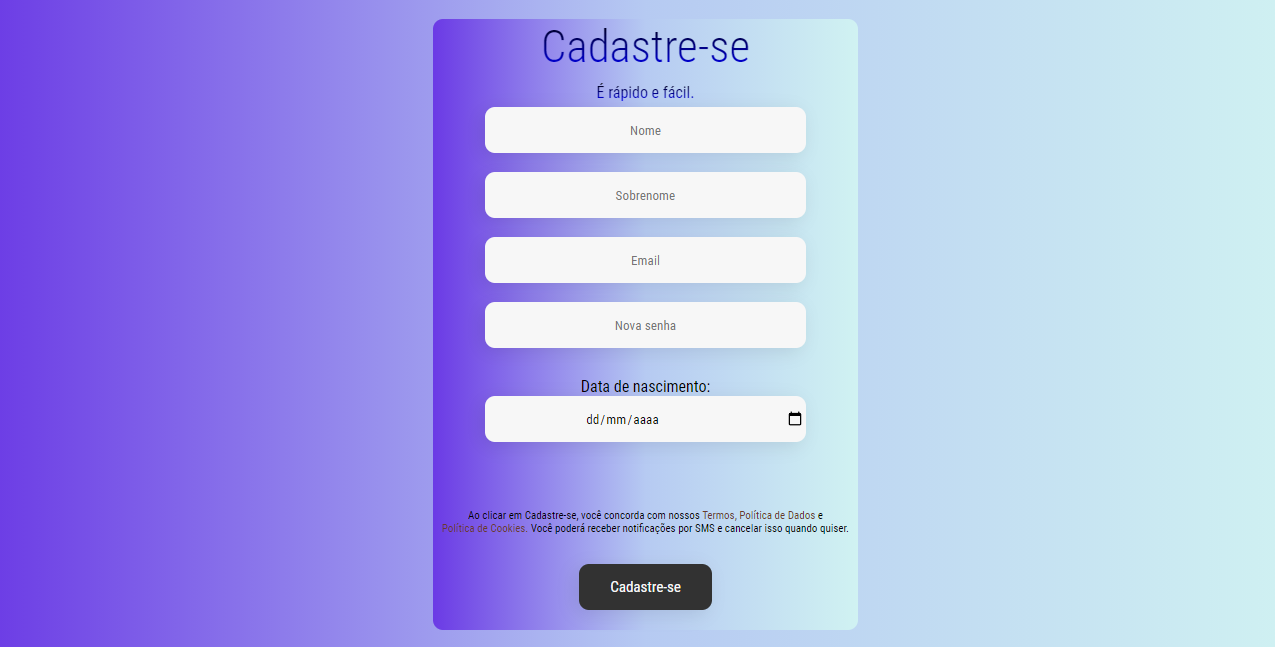 Cadastre-se
É rápido e fácil.
Nome
Sobrenome
Email
Nova senha
Data de nascimento:
dd/mm/aaaa
Ao clicar em Cadastre-se, você concorda com nossos Termos, Política de Dados e
Política de Cookies. Você poderá receber notificações por SMS e cancelar isso quando quiser.
Cadastre-se